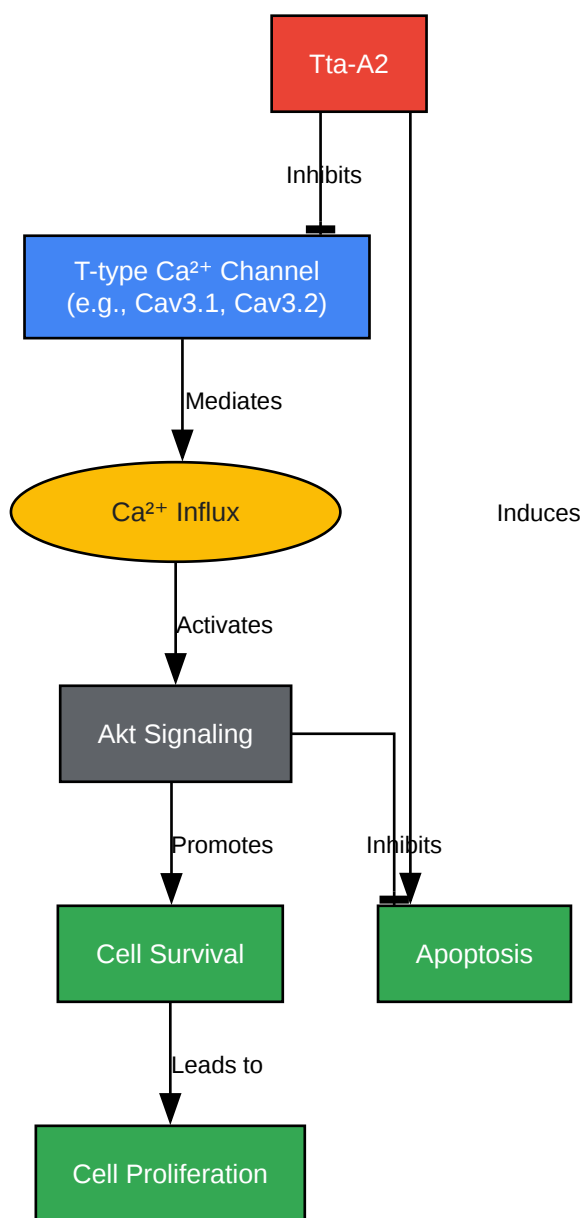 Tta-A2
Inhibits
T-type Ca²⁺ Channel
(e.g., Cav3.1, Cav3.2)
Mediates
Ca²⁺ Influx
Induces
Activates
Akt Signaling
Promotes
Inhibits
Cell Survival
Apoptosis
Leads to
Cell Proliferation